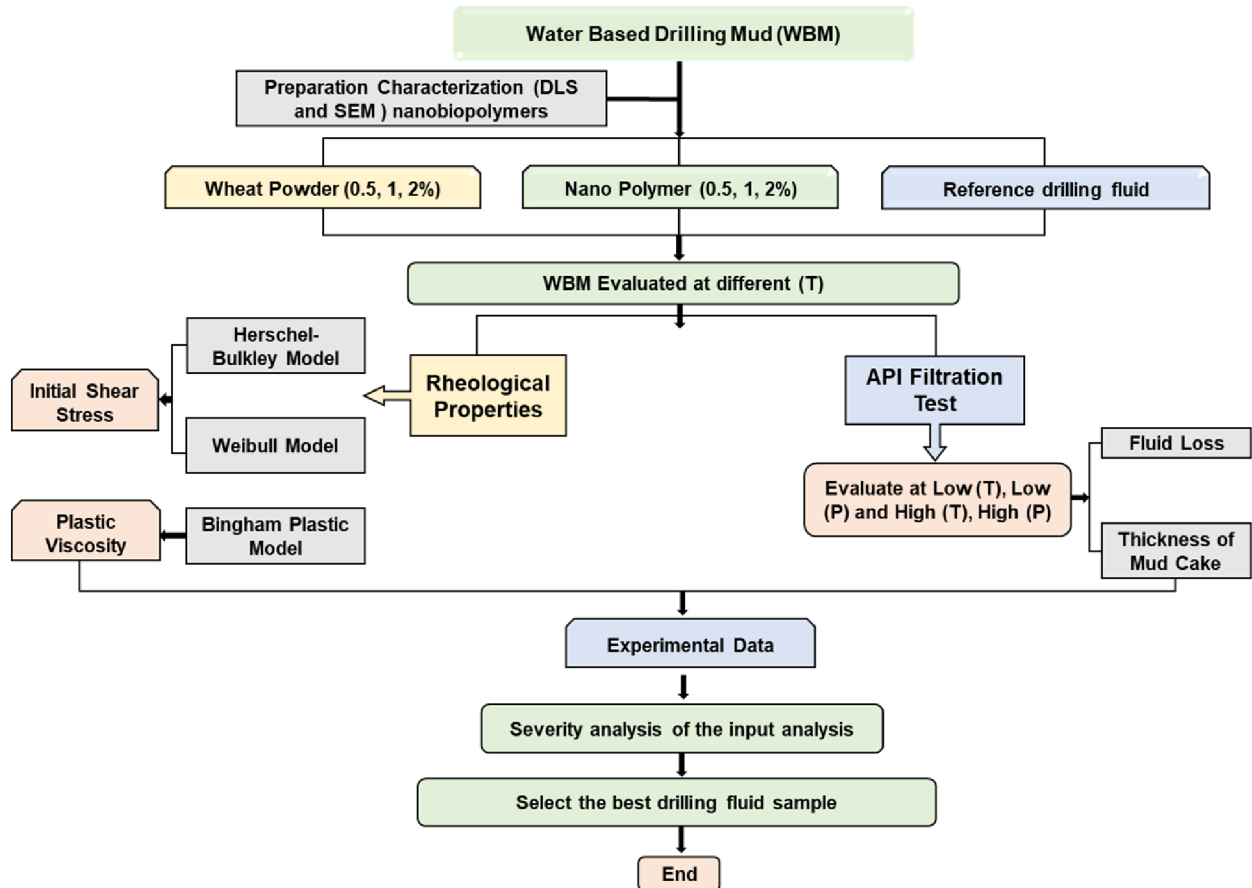 Water Based Drilling Mud (WBM)
Preparation Characterization (DLS
and SEM ) nanobiopolymers
Wheat Powder (0.5, 1, 2%)
Nano Polymer (0.5, 1, 2%)
Reference drilling fluid
WBM Evaluated at different (T)
Herschel-
Bulkley Model
Initial Shear
Stress
Weibull Model
Rheological
Properties
API Filtration
Test
Fluid Loss
Evaluate at Low (T), Low
(P) and High (T), High (P)
Thickness of
Mud Cake
Plastic
Viscosity
Bingham Plastic
Model
Experimental Data
Severity analysis of the input analysis
Select the best drilling fluid sample
End